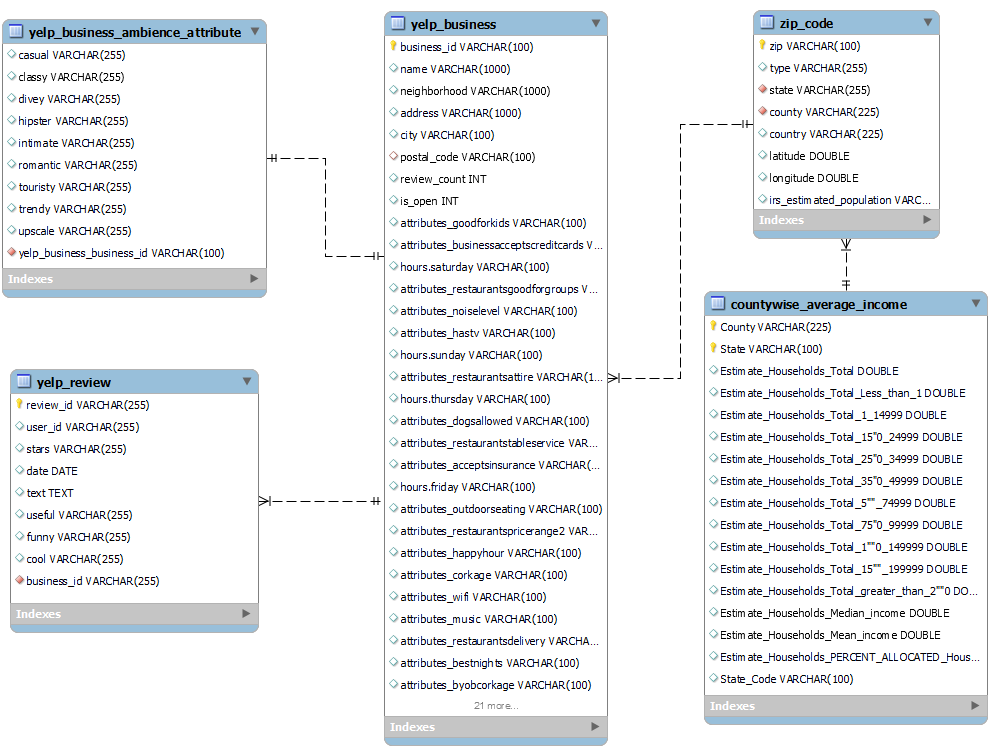 yelp_business_ambience_attribute
casual VARCHAR(255)
classy VARCHAR(255)
divey VARCHAR(255)
hipster VARCHAR(255)
intimate VARCHAR(255)
romantic VARCHAR(255)
touristy VARCHAR(255)
trendy VARCHAR(255)
upscale VARCHAR(255)
yelp_business_business_id VARCHAR(100)
Indexes
yelp_review
review_id VARCHAR(255)
user_id VARCHAR(255)
stars VARCHAR(255)
date DATE
text TEXT
useful VARCHAR(255)
funny VARCHAR(255)
cool VARCHAR(255)
business_id VARCHAR(255)
Indexes
yelp_business
business_id VARCHAR(100)
name VARCHAR(1000)
neighborhood VARCHAR(1000)
address VARCHAR(1000)
city VARCHAR(100)
postal_code VARCHAR(100)
review_count INT
is_open INT
attributes_goodforkids VARCHAR(100)
attributes_businessacceptscreditcards V...
hours.saturday VARCHAR(100)
attributes_restaurantsgoodforgroups V...
attributes_noiselevel VARCHAR(100)
attributes_hastv VARCHAR(100)
hours.sunday VARCHAR(100)
attributes_restaurantsattire VARCHAR(1...
hours.thursday VARCHAR(100)
attributes_dogsallowed VARCHAR(100)
attributes_restaurantstableservice VAR...
attributes_acceptsinsurance VARCHAR(...
hours.friday VARCHAR(100)
attributes_outdoorseating VARCHAR(100)
attributes_restaurantspricerange2 VAR...
attributes_happyhour VARCHAR(100)
attributes_corkage VARCHAR(100)
attributes_wifi VARCHAR(100)
attributes_music VARCHAR(100)
attributes_restaurantsdelivery VARCHA...
attributes_bestnights VARCHAR(100)
attributes_byobcorkage VARCHAR(100)
21 more...
Indexes
zip_code
zip VARCHAR(100)
type VARCHAR(255)
state VARCHAR(255)
county VARCHAR(225)
country VARCHAR(225)
latitude DOUBLE
longitude DOUBLE
irs_estimated_population VARC...
Indexes
countywise_average_income
County VARCHAR(225)
State VARCHAR(100)
Estimate_Households_Total DOUBLE
Estimate_Households_Total_Less_than_1 DOUBLE
Estimate_Households_Total_1_14999 DOUBLE
Estimate_Households_Total_15"0_24999 DOUBLE
Estimate_Households_Total_25"0_34999 DOUBLE
Estimate_Households_Total_35"0_49999 DOUBLE
Estimate_Households_Total_5""_74999 DOUBLE
Estimate_Households_Total_75"0_99999 DOUBLE
Estimate_Households_Total_1""0_149999 DOUBLE
Estimate_Households_Total_15""_199999 DOUBLE
Estimate_Households_Total_greater_than_2""0 DO...
Estimate_Households_Median_income DOUBLE
Estimate_Households_Mean_income DOUBLE
Estimate_Households_PERCENT_ALLOCATED_Hous...
State_Code VARCHAR(100)
Indexes